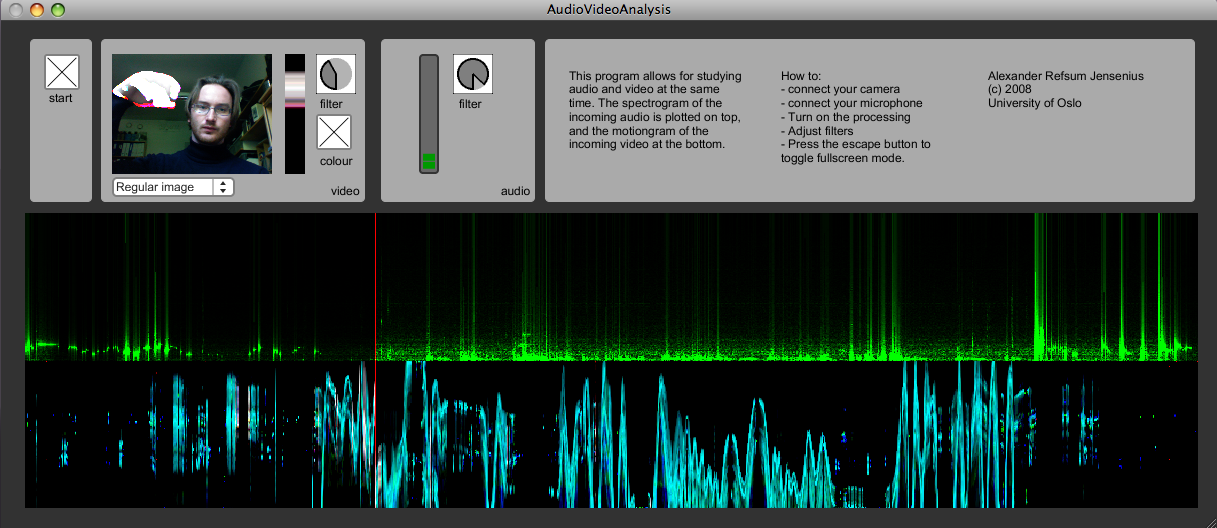 AudioVideoAnalysis
start
filter
colour
Regular image
video
filter
audio
This program allows for studying
audio and video at the same
time. The spectrogram of the
incoming audio is plotted on top,
and the motiongram of the
incoming video at the bottom.
How to:
- connect your camera
- connect your microphone
- Turn on the processing
- Adjust filters
- Press the escape button to
toggle fullscreen mode.
Alexander Refsum Jensenius
(c) 2008
University of Oslo